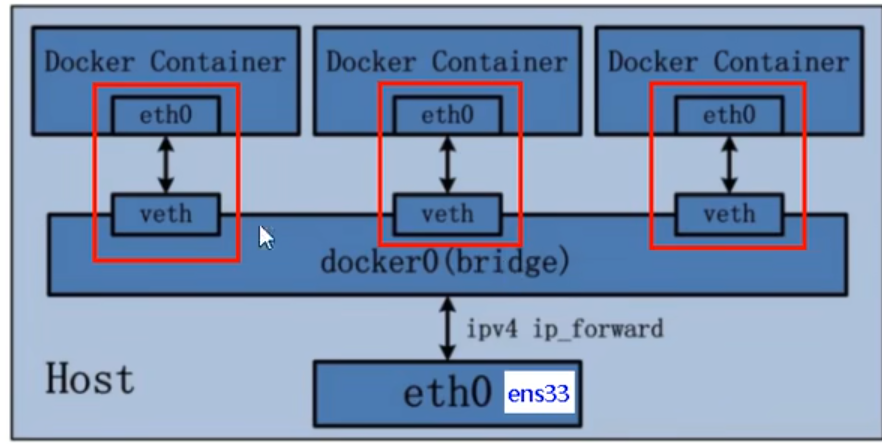 Docker Container Docker Container Docker Container
eth0 eth0 eth0
veth veth veth
docker0(bridge)
ipv4 ip_forward
Host
eth0 ens33